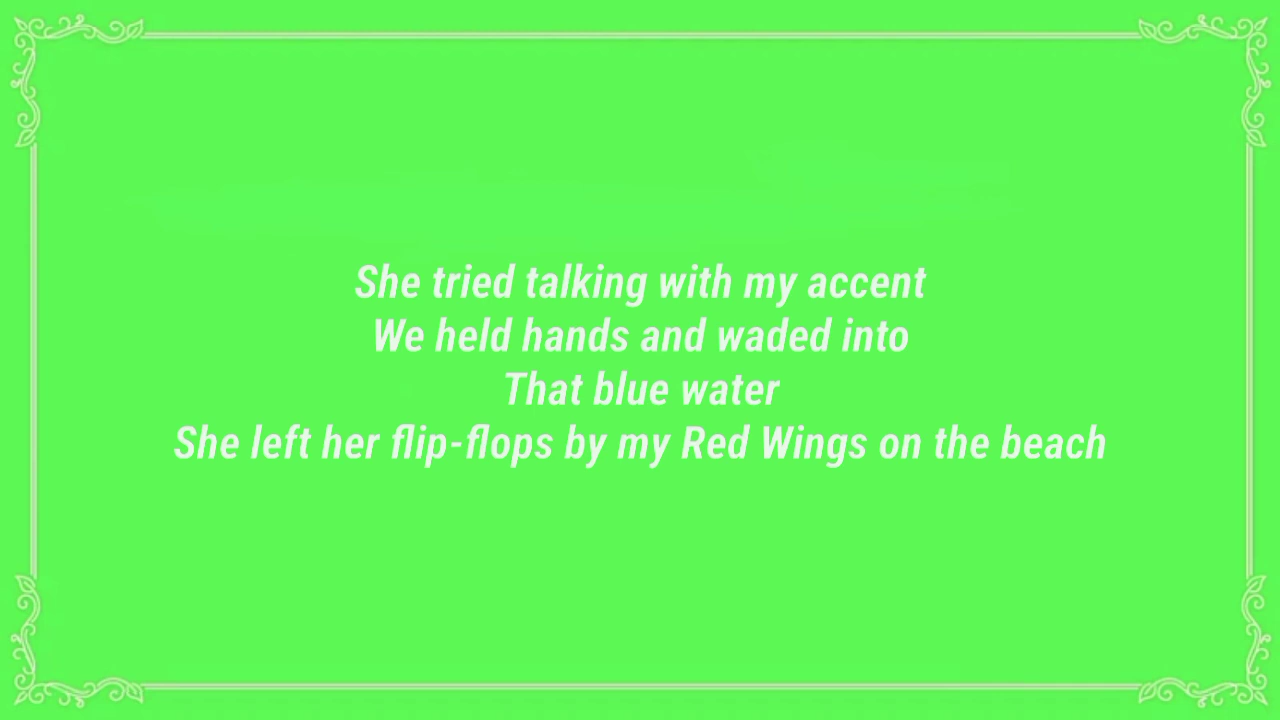 She tried talking with my accent
We held hands and waded into
That blue water
She left her flip-flops by my Red Wings on the beach